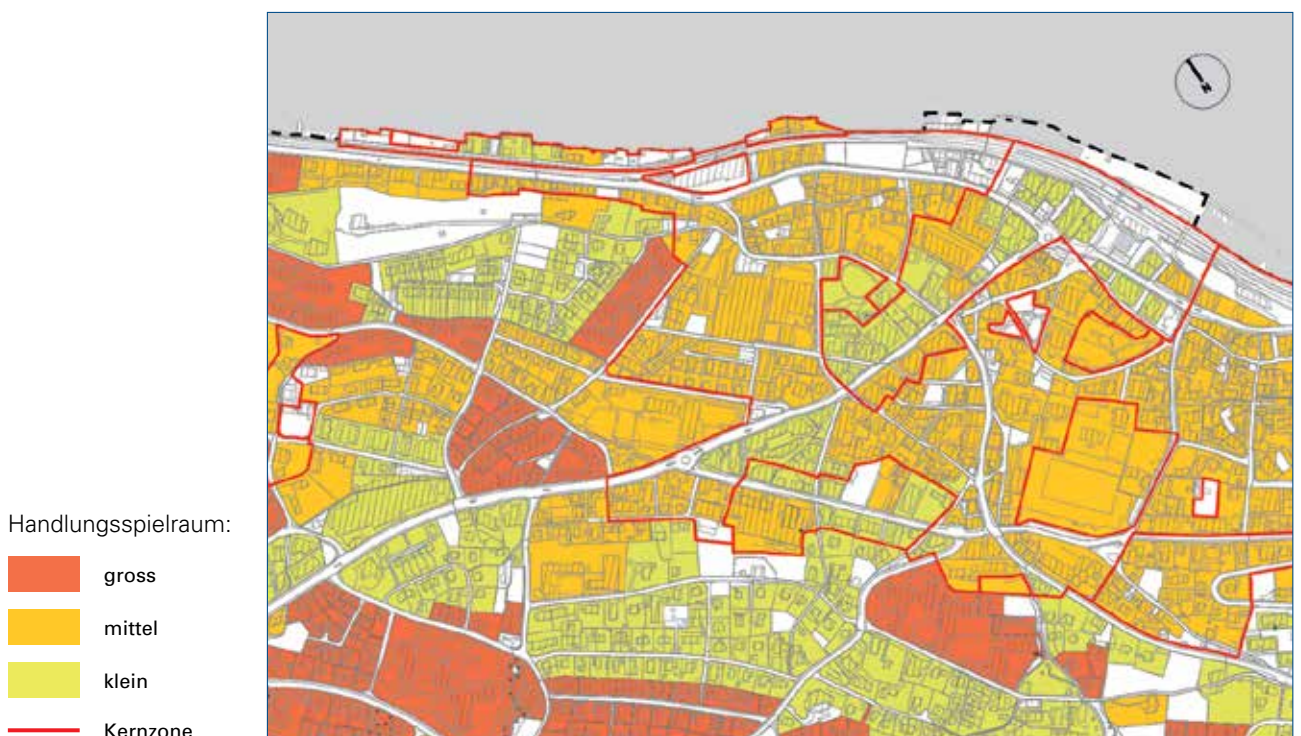 Handlungsspielraum:
gross
mittel
klein
Kernzone